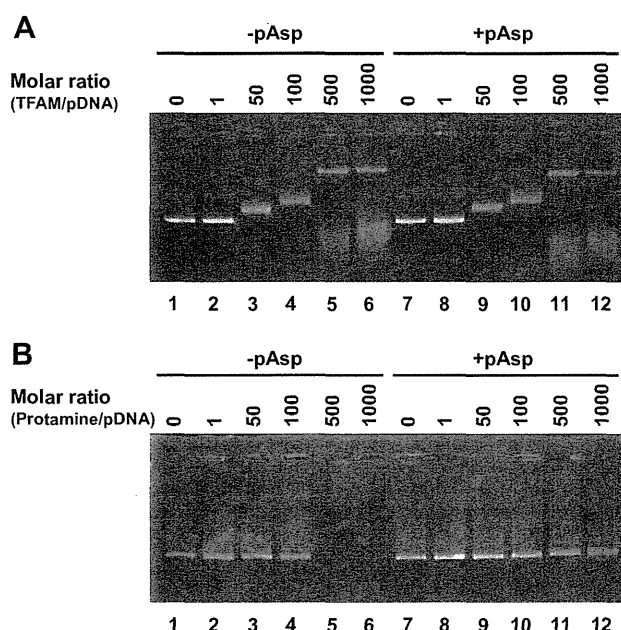 A
-pAsp +pAsp
Molar ratio
(TFAM/pDNA)
0 1 50 100 500 1000 0 1 50 100 500 1000
1 2 3 4 5 6 7 8 9 10 11 12
B
-pAsp +pAsp
Molar ratio
(Protamine/pDNA)
0 1 50 100 500 1000 0 1 50 100 500 1000
1 2 3 4 5 6 7 8 9 10 11 12